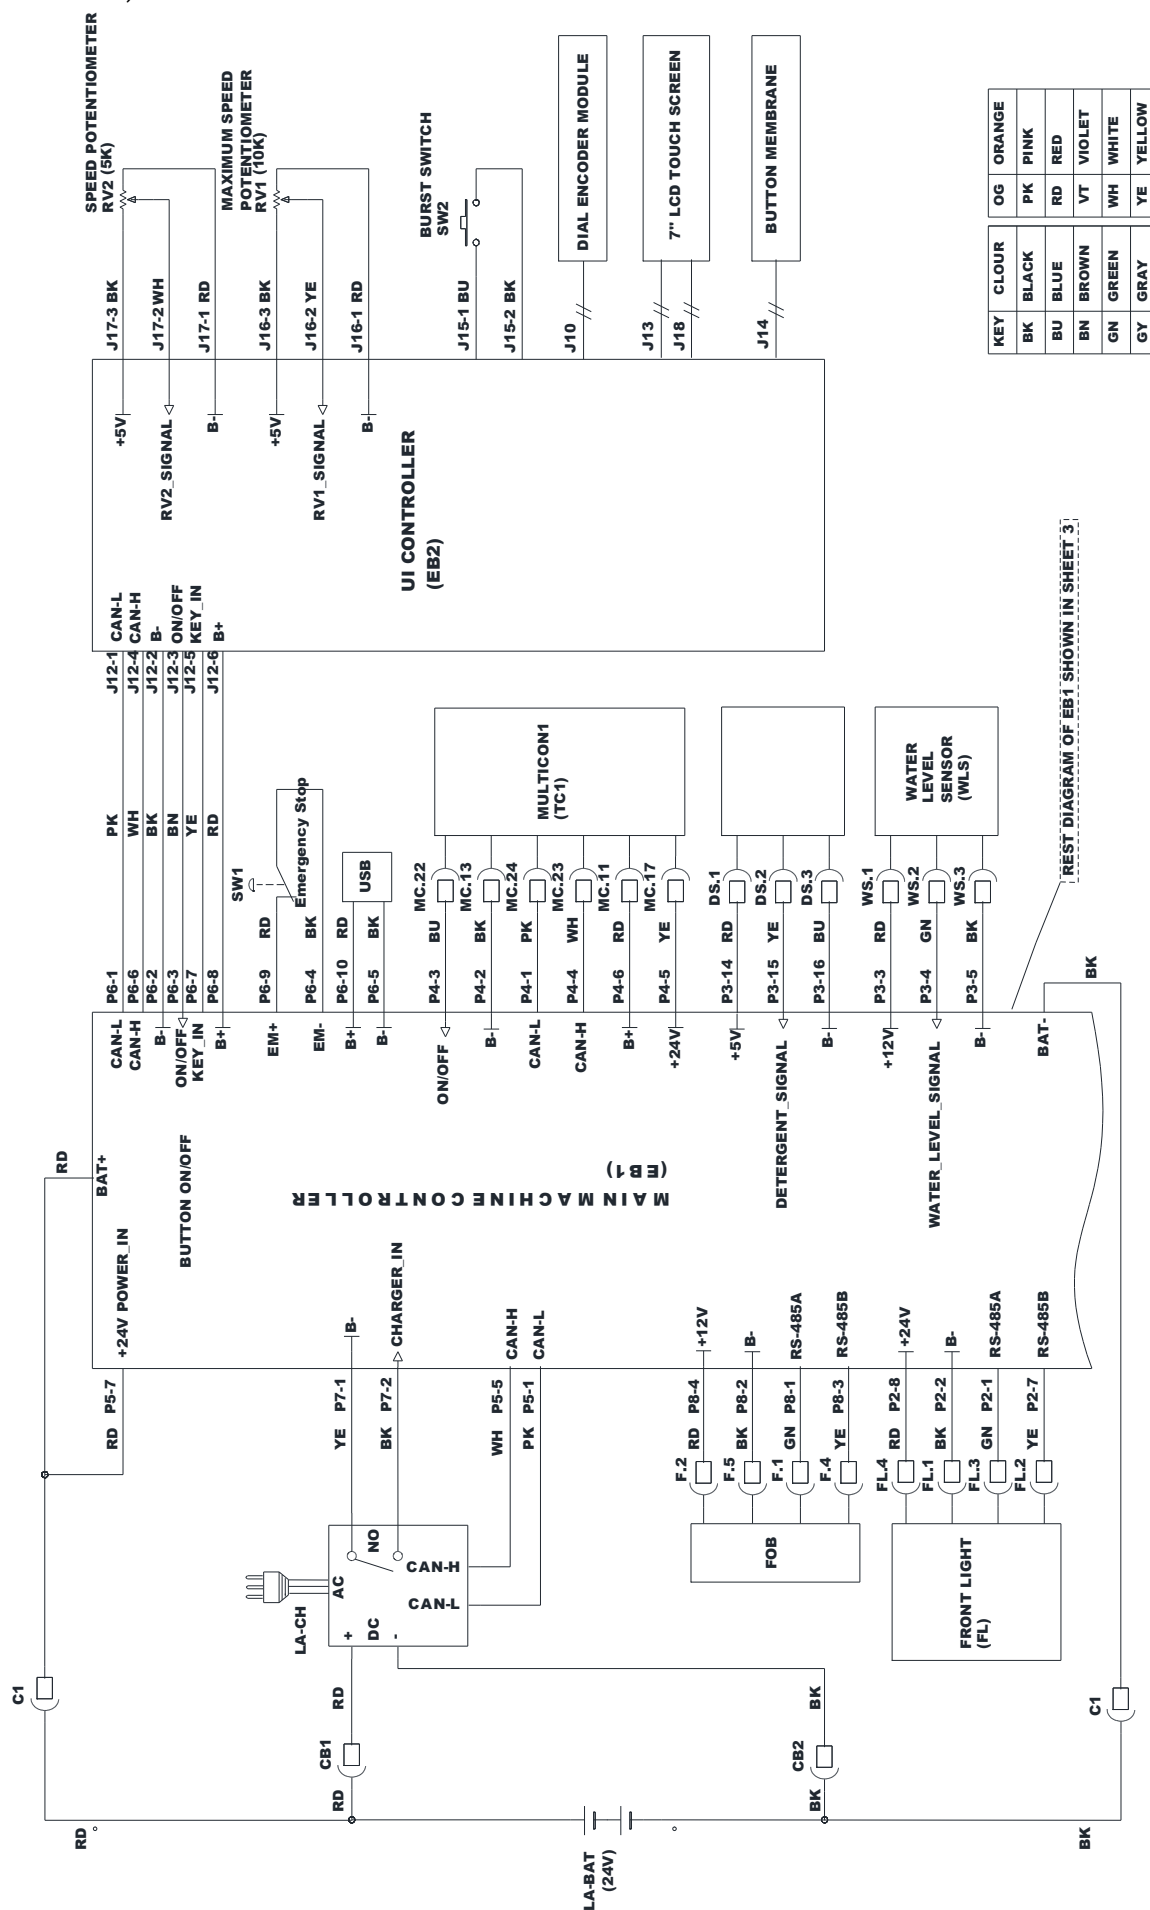 SPEED POTENTIOMETER
RV2 (5K)
MAXIMUM SPEED
POTENTIOMETER
RV1 (10K)
BURST SWITCH
SW2
DIAL ENCODER MODULE
7" LCD TOUCH SCREEN
BUTTON MEMBRANE
J17-3 BK
J17-2 WH
J17-1 RD
J16-3 BK
J16-2 YE
J16-1 RD
J15-1 BU
J15-2 BK
J10
J13
J18
J14
+5V
RV2_SIGNAL
B-
+5V
RV1_SIGNAL
B-
UI CONTROLLER
(EB2)
CAN-L
CAN-H
B-
ON/OFF
KEY_IN
B+
J12-1
J12-4
J12-2
J12-3
J12-5
J12-6
PK
WH
BK
BN
YE
RD
P6-1
P6-6
P6-2
P6-3
P6-7
P6-8
CAN-L
CAN-H
B-
ON/OFF
KEY_IN
B+
BUTTON ON/OFF
SW1
Emergency Stop
RD
BK
P6-9
P6-4
EM+
EM-
USB
RD
BK
P6-10
P6-5
B+
B-
MULTICON1
(TC1)
MC.22
MC.13
MC.24
MC.23
MC.11
MC.17
BU
BK
PK
WH
RD
YE
P4-3
P4-2
P4-1
P4-4
P4-6
P4-5
ON/OFF
B-
CAN-L
CAN-H
B+
+24V
DS.1
DS.2
DS.3
RD
YE
BU
P3-14
P3-15
P3-16
+5V
DETERGENT_SIGNAL
B-
WATER
LEVEL
SENSOR
(WLS)
WS.1
WS.2
WS.3
RD
GN
BK
P3-3
P3-4
P3-5
+12V
WATER_LEVEL_SIGNAL
B-
REST DIAGRAM OF EB1 SHOWN IN SHEET 3
BAT-
BK
MAIN MACHINE CONTROLLER
(EB1)
RD
BAT+
+24V POWER_IN
RD P5-7
B-
CHARGER_IN
YE P7-1
BK P7-2
CAN-H
CAN-L
WH P5-5
PK P5-1
+12V
B-
RS-485A
RS-485B
RD P8-4
BK P8-2
GN P8-1
YE P8-3
F.2
F.5
F.1
F.4
FOB
+24V
B-
RS-485A
RS-485B
RD P2-8
BK P2-2
GN P2-1
YE P2-7
FL.4
FL.1
FL.3
FL.2
FRONT LIGHT
(FL)
LA-CH
AC
NO
CAN-H
CAN-L
+
DC
-
RD
BK
C1
CB1
CB2
C1
RD
BK
RD
BK
LA-BAT
(24V)
KEY CLOUR OG ORANGE
BK BLACK PK PINK
BU BLUE RD RED
BN BROWN VT VIOLET
GN GREEN WH WHITE
GY GRAY YE YELLOW